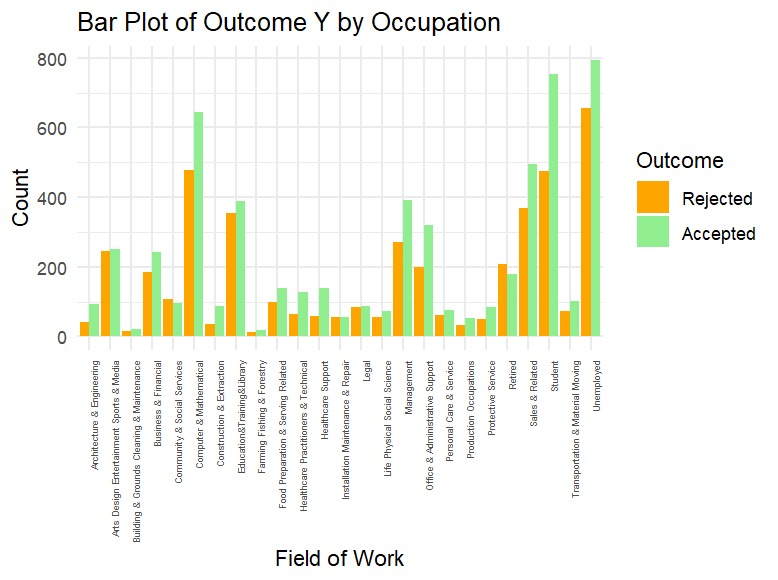 Bar Plot of Outcome Y by Occupation
Count
800
600
400
200
0
Architecture & Engineering
Arts Design Entertainment Sports & Media
Building & Grounds Cleaning & Maintenance
Business & Financial
Community & Social Services
Computer & Mathematical
Construction & Extraction
Education&Training&Library
Farming Fishing & Forestry
Food Preparation & Serving Related
Healthcare Practitioners & Technical
Healthcare Support
Installation Maintenance & Repair
Legal
Life Physical Social Science
Management
Office & Administrative Support
Personal Care & Service
Production Occupations
Protective Service
Retired
Sales & Related
Student
Transportation & Material Moving
Unemployed
Field of Work
Outcome
Rejected
Accepted